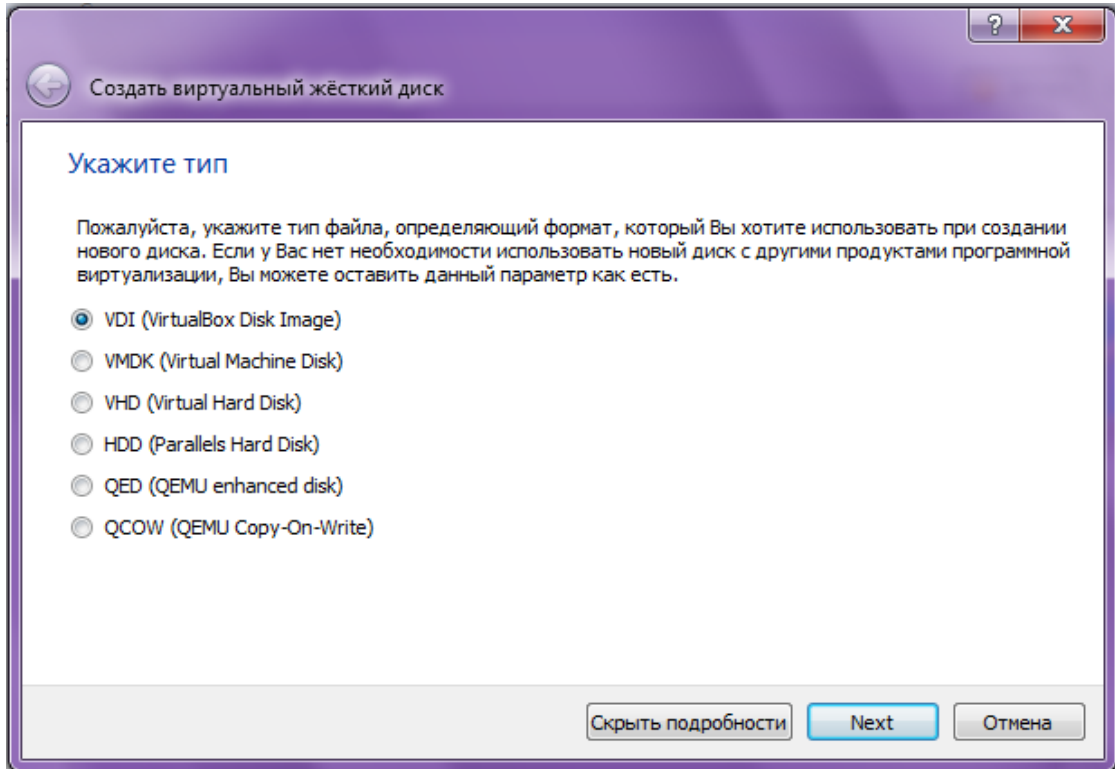 ?
X
Создать виртуальный жёсткий диск
Укажите тип
Пожалуйста, укажите тип файла, определяющий формат, который Вы хотите использовать при создании
нового диска. Если у Вас нет необходимости использовать новый диск с другими продуктами программной
виртуализации, Вы можете оставить данный параметр как есть.
VDI (VirtualBox Disk Image)
VMDK (Virtual Machine Disk)
VHD (Virtual Hard Disk)
HDD (Parallels Hard Disk)
QED (QEMU enhanced disk)
QCOW (QEMU Copy-On-Write)
Скрыть подробности Next Отмена